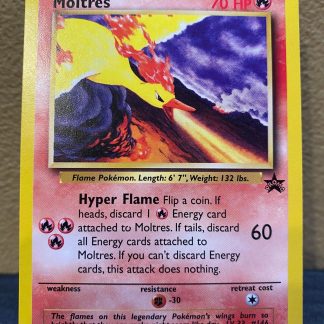 Moltres 70 HP
Flame Pokémon. Length: 6' 7", Weight: 132 lbs.
Hyper Flame Flip a coin. If
heads, discard 1 Energy card
attached to Moltres. If tails, discard
all Energy cards attached to
Moltres. If you can't discard Energy
cards, this attack does nothing.
60
weakness resistance retreat cost
-30
The flames on this legendary Pokémon's wings burn so